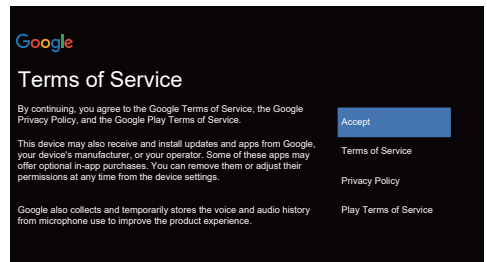 Google
Terms of Service
By continuing, you agree to the Google Terms of Service, the Google
Privacy Policy, and the Google Play Terms of Service.
This device may also receive and install updates and apps from Google,
your device's manufacturer, or your operator. Some of these apps may
offer optional in-app purchases. You can remove them or adjust their
permissions at any time from the device settings.
Google also collects and temporarily stores the voice and audio history
from microphone use to improve the product experience.
Accept
Terms of Service
Privacy Policy
Play Terms of Service